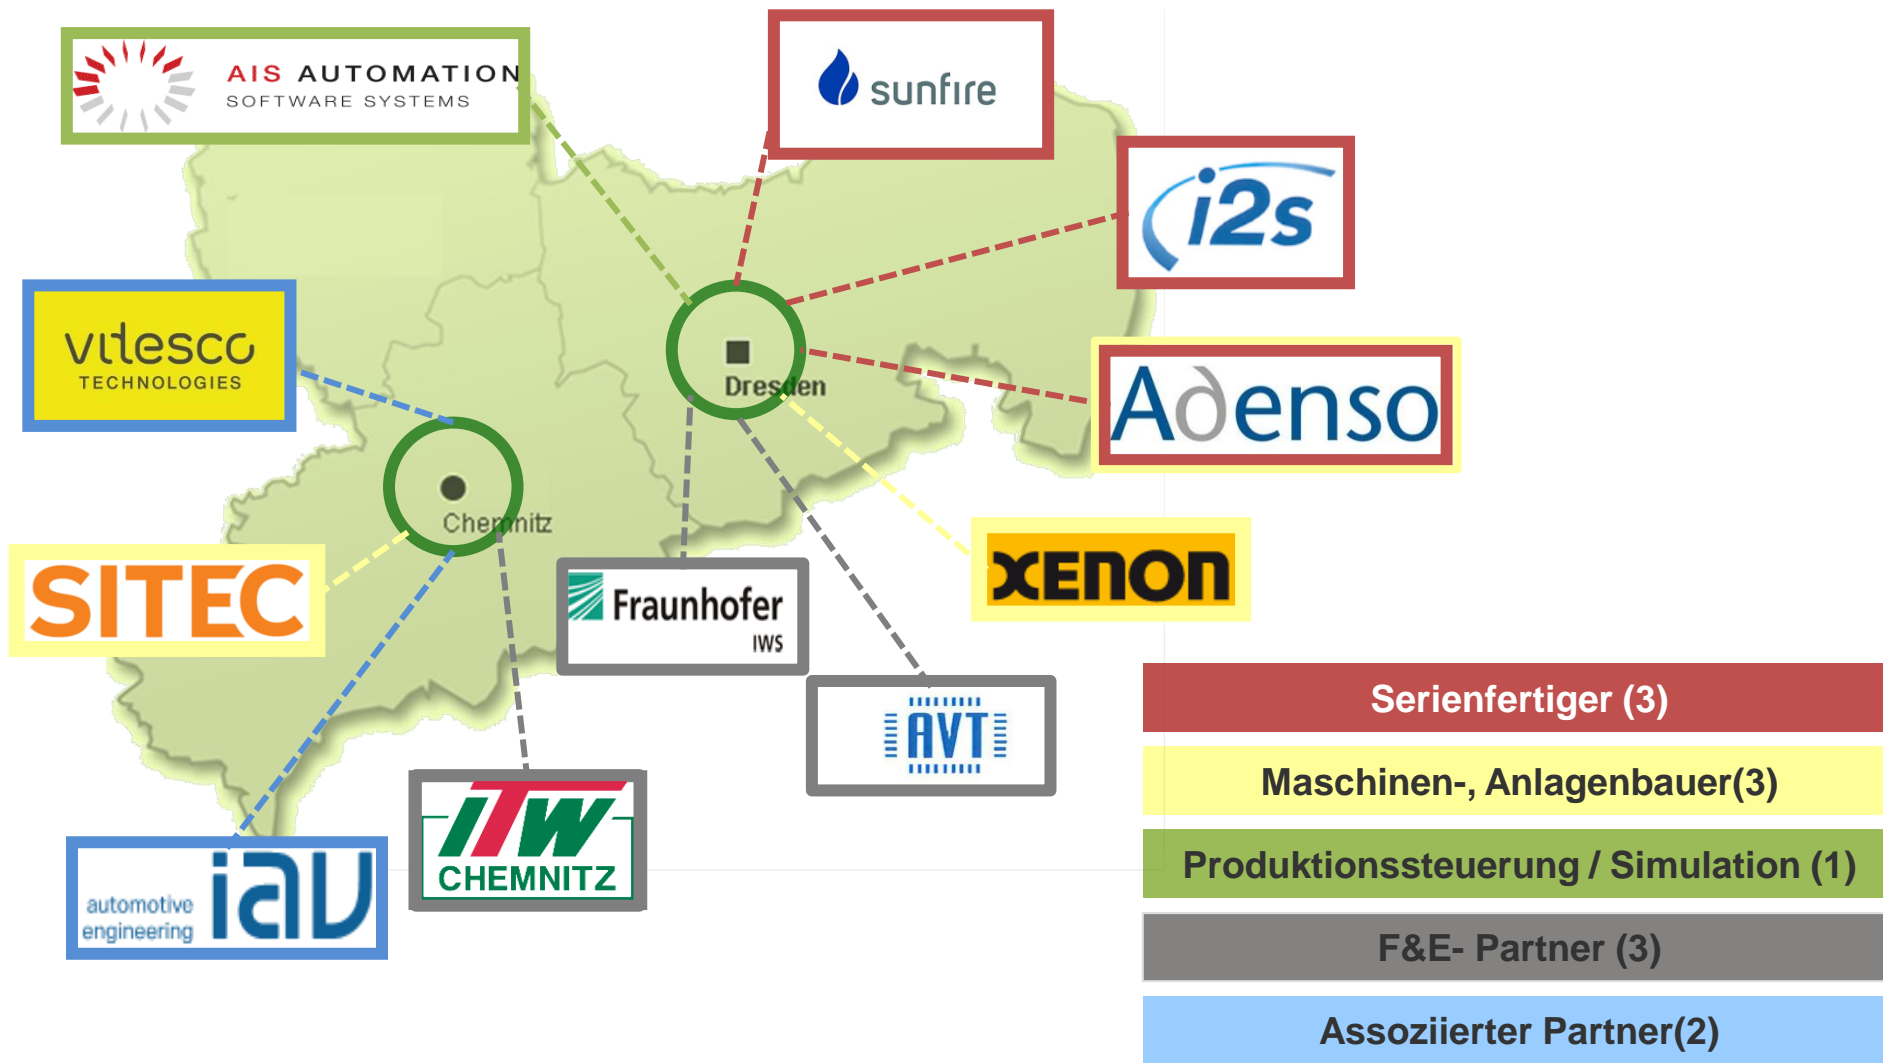 AIS AUTOMATION
SOFTWARE SYSTEMS
sunfire
i2s
vitesco
TECHNOLOGIES
Dresden
Adenso
Chemnitz
SITEC
Fraunhofer
IWS
XENON
AVT
ITW
CHEMNITZ
automotive
engineering
iav
Serienfertiger (3)
Maschinen-, Anlagenbauer(3)
Produktionssteuerung / Simulation (1)
F&E- Partner (3)
Assoziierter Partner(2)